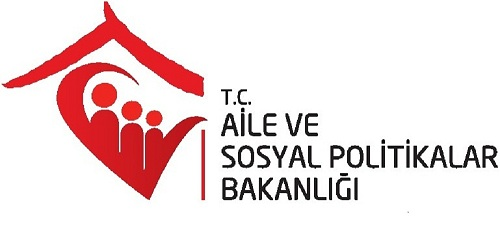 T.C.
AİLE VE
SOSYAL POLİTİKALAR
BAKANLIĞI